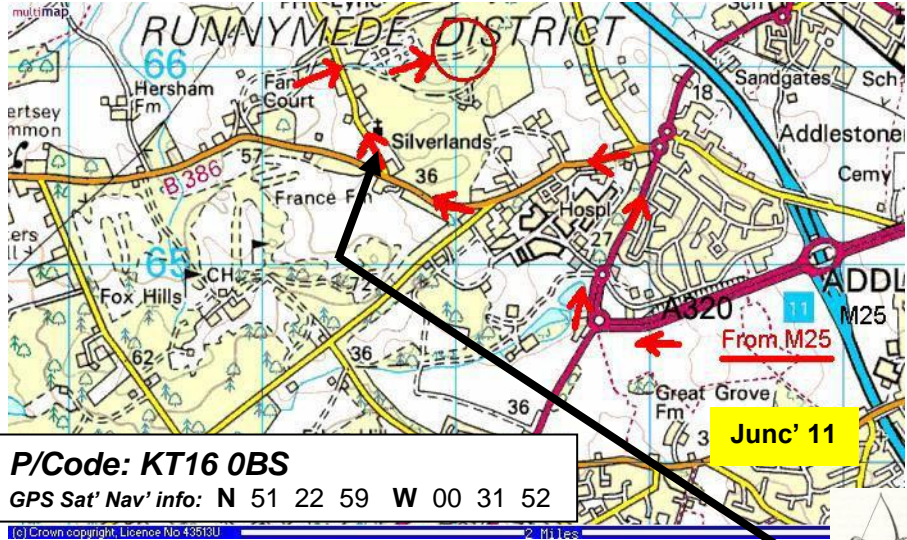 multimap
RUNNYMEDE DISTRICT
66
Hersham
Fm
Fan
Court
18
Sandgates
Sch
ertsey
mmon
Silverlands
Addlestone
57
B 386
36
Cemy
France Fm
Hospl
ers
65
CH
27
Fox Hills
ADDL
A320
11
M25
From M25
62
36
Great Grove
Fm
36
3
Junc' 11
P/Code: KT16 0BS
GPS Sat' Nav' info: N 51 22 59 W 00 31 52
(c) Crown copyright, Licence No 43513U
2 Miles